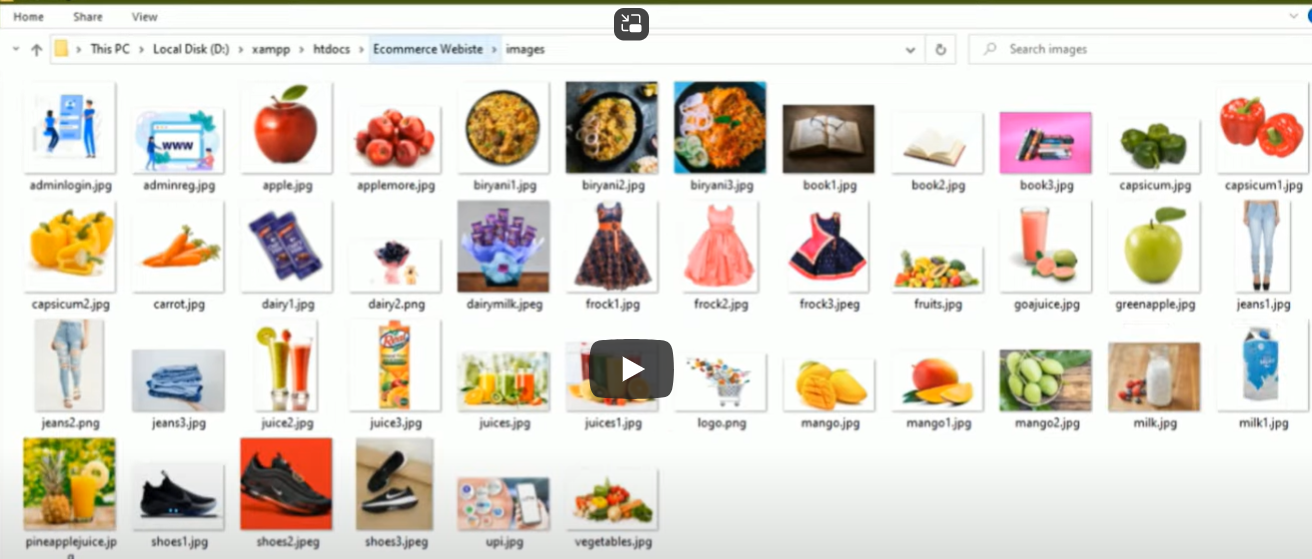 Home Share View
This PC > Local Disk (D:) > xampp > htdocs > Ecommerce Webiste > images
Search images
WWW
adminlogin.jpg adminreg.jpg apple.jpg applemore.jpg biryani1.jpg biryani2.jpg biryani3.jpg book1.jpg book2.jpg book3.jpg capsicum.jpg capsicum1.jpg
capsicum2.jpg carrot.jpg dairy1.jpg dairy2.png dairymilk.jpeg frock1.jpg frock2.jpg frock3.jpeg fruits.jpg goajuice.jpg greenapple.jpg jeans1.jpg
Real
jeans2.png jeans3.jpg juice2.jpg juice3.jpg juices.jpg juices1.jpg logo.png mango.jpg mango1.jpg mango2.jpg milk.jpg milk1.jpg
pineapplejuice.jp shoes1.jpg shoes2.jpeg shoes3.jpeg upi.jpg vegetables.jpg
g